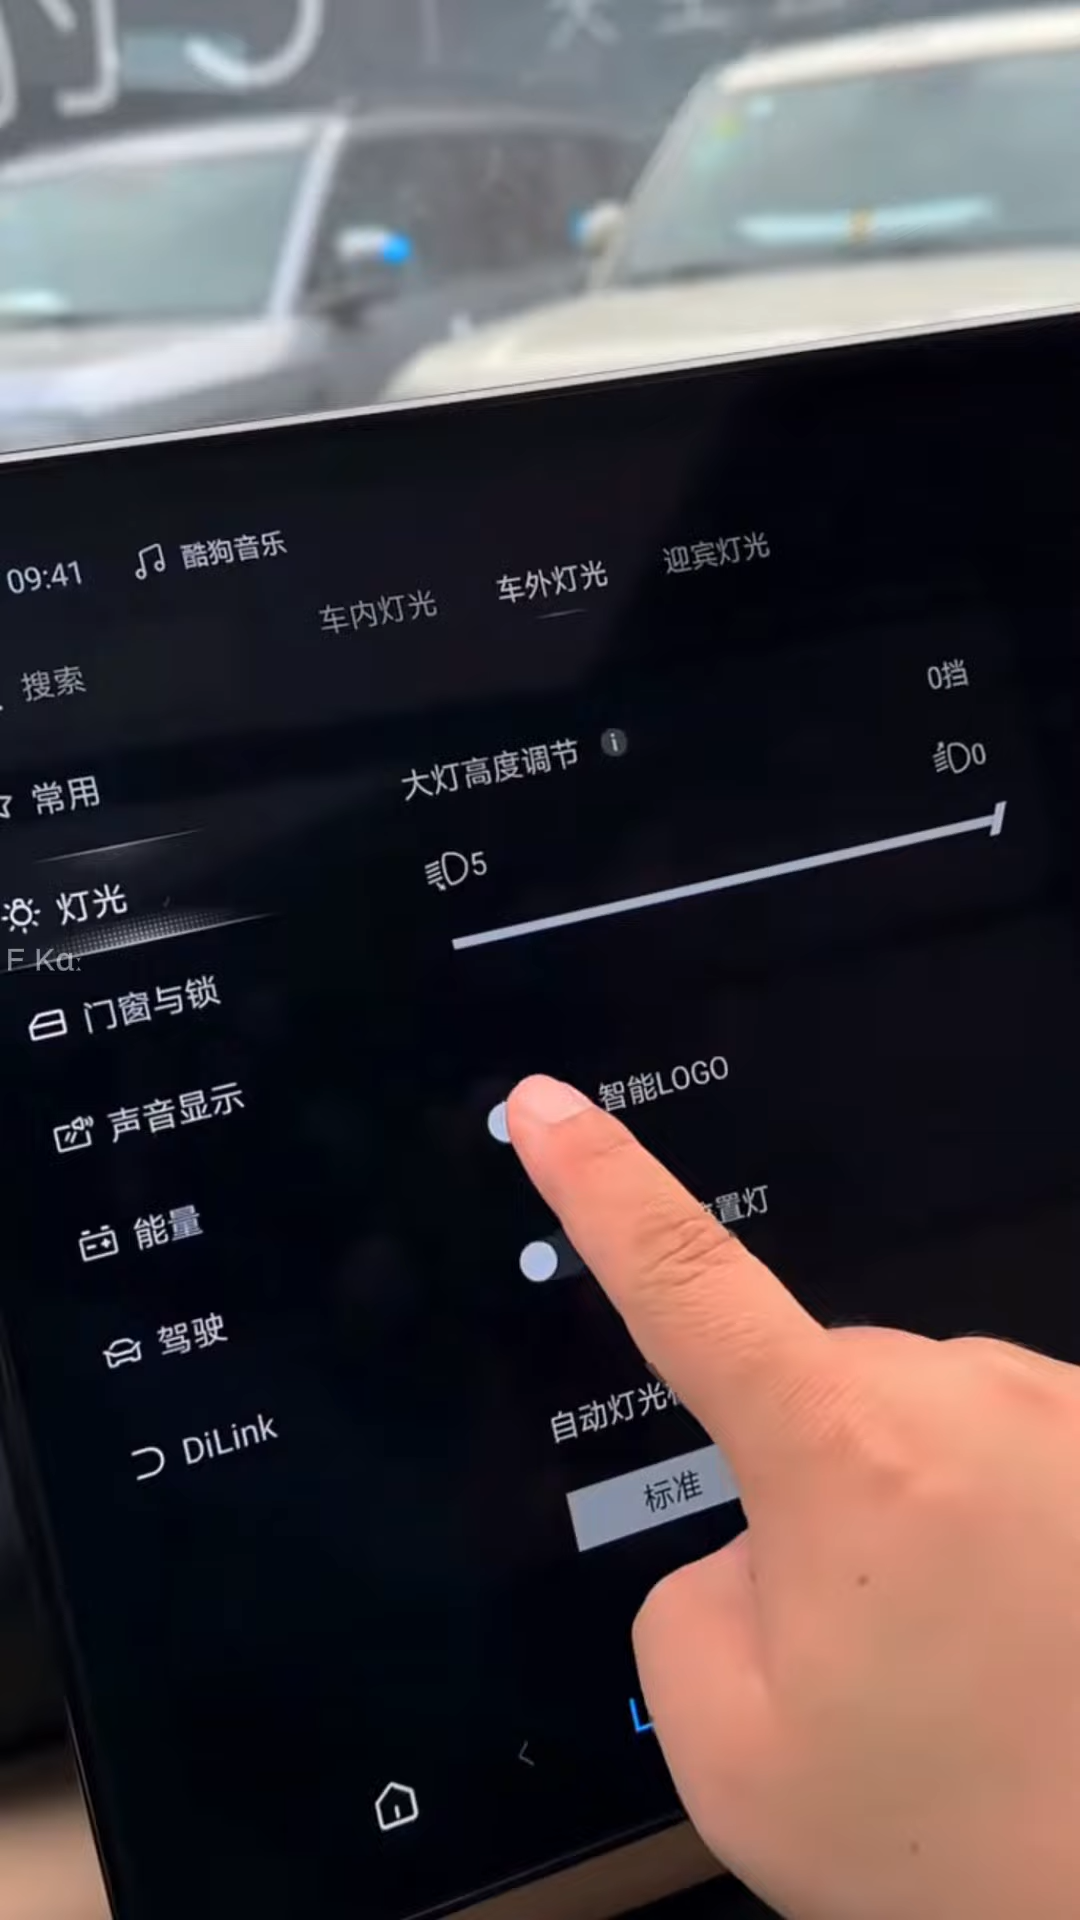 09:41
酷狗音乐
车内灯光
车外灯光
迎宾灯光
搜索
0挡
大灯高度调节
0
常用
5
灯光
F Ka
门窗与锁
智能LOGO
声音显示
置灯
能量
驾驶
自动灯光
DiLink
标准